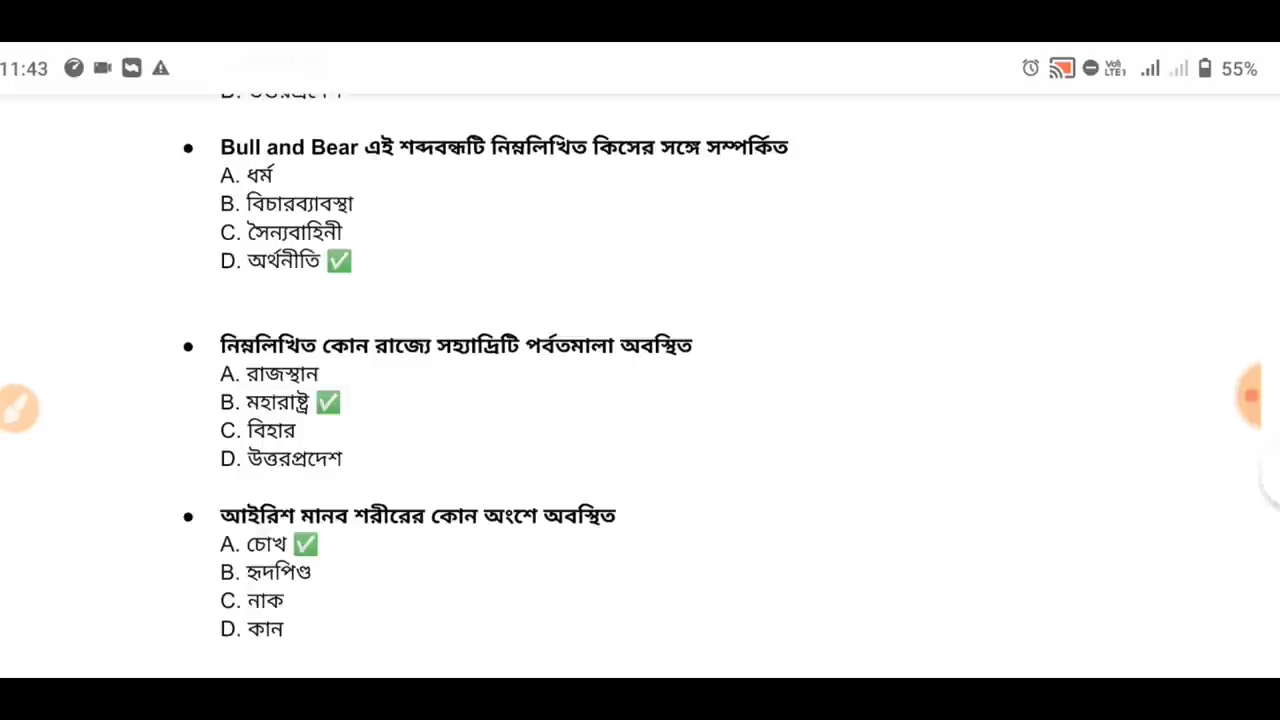 11:43 VoLTE1 55%
Bull and Bear এই শব্দবন্ধটি নিম্নলিখিত কিসের সঙ্গে সম্পর্কিত
A. ধর্ম
B. বিচারব্যাবস্থা
C. সৈন্যবাহিনী
D. অর্থনীতি ✅
নিম্নলিখিত কোন রাজ্যে সহ্যাদ্রিটি পর্বতমালা অবস্থিত
A. রাজস্থান
B. মহারাষ্ট্র ✅
C. বিহার
D. উত্তরপ্রদেশ
আইরিশ মানব শরীরের কোন অংশে অবস্থিত
A. চোখ ✅
B. হৃদপিণ্ড
C. নাক
D. কান